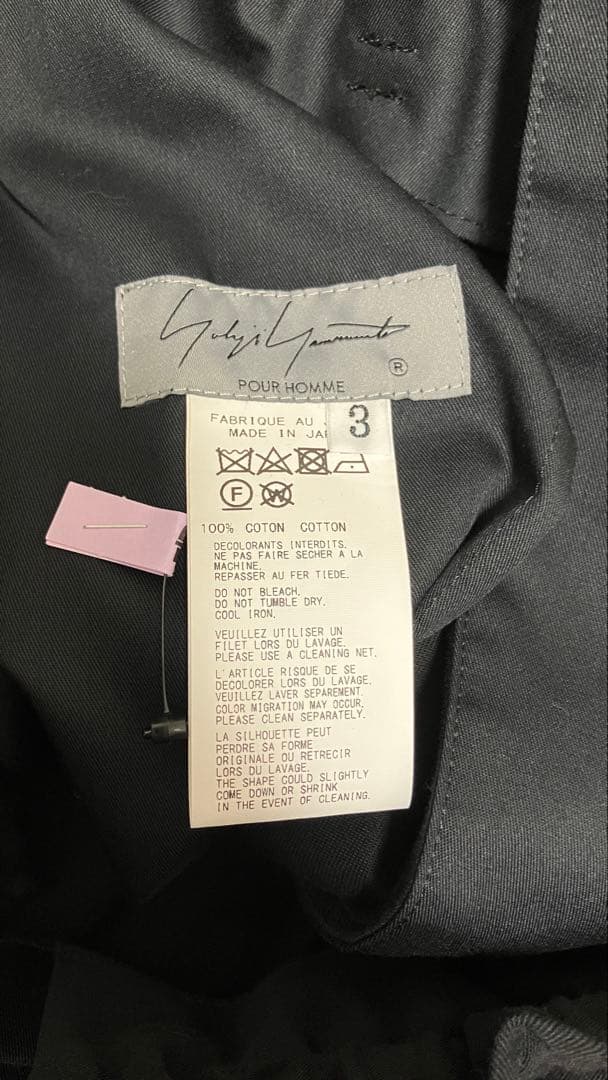 Yohji Yamamoto
®
POUR HOMME
FABRIQUE AU
MADE IN
3
F
W
100% COTON COTTON
DECOLORANTS INTERDITS.
NE PAS FAIRE SECHER A LA
MACHINE.
REPASSER AU FER TIEDE.
DO NOT BLEACH.
DO NOT TUMBLE DRY.
COOL IRON.
VEUILLEZ UTILISER UN
FILET LORS DU LAVAGE.
PLEASE USE A CLEANING NET.
L'ARTICLE RISQUE DE SE
DECOLORER LORS DU LAVAGE.
VEUILLEZ LAVER SEPAREMENT.
COLOR MIGRATION MAY OCCUR.
PLEASE CLEAN SEPARATELY.
LA SILHOUETTE PEUT
PERDRE SA FORME
ORIGINALE OU RETRECIR
LORS DU LAVAGE.
THE SHAPE COULD SLIGHTLY
COME DOWN OR SHRINK
IN THE EVENT OF CLEANING.